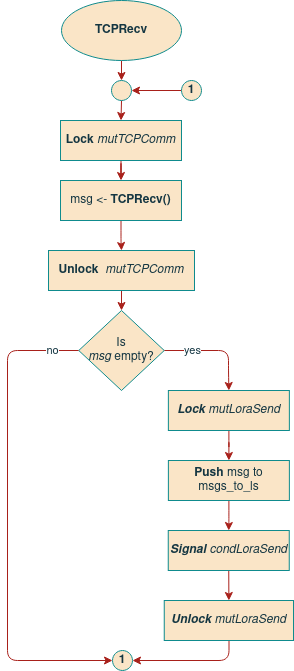 TCPRecv
1
Lock mutTCPComm
msg <- TCPRecv()
Unlock mutTCPComm
Is
msg empty?
no
yes
Lock mutLoraSend
Push msg to
msgs_to_ls
Signal condLoraSend
Unlock mutLoraSend
1